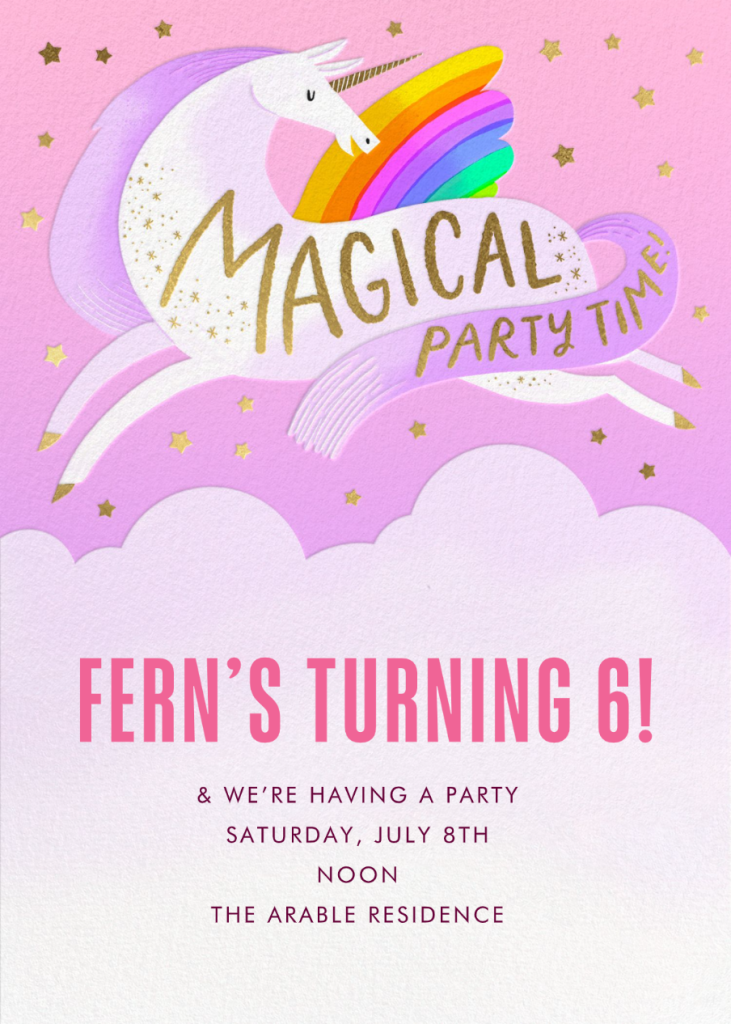 MAGICAL
PARTY TIME!
FERN'S TURNING 6!
& WE'RE HAVING A PARTY
SATURDAY, JULY 8TH
NOON
THE ARABLE RESIDENCE